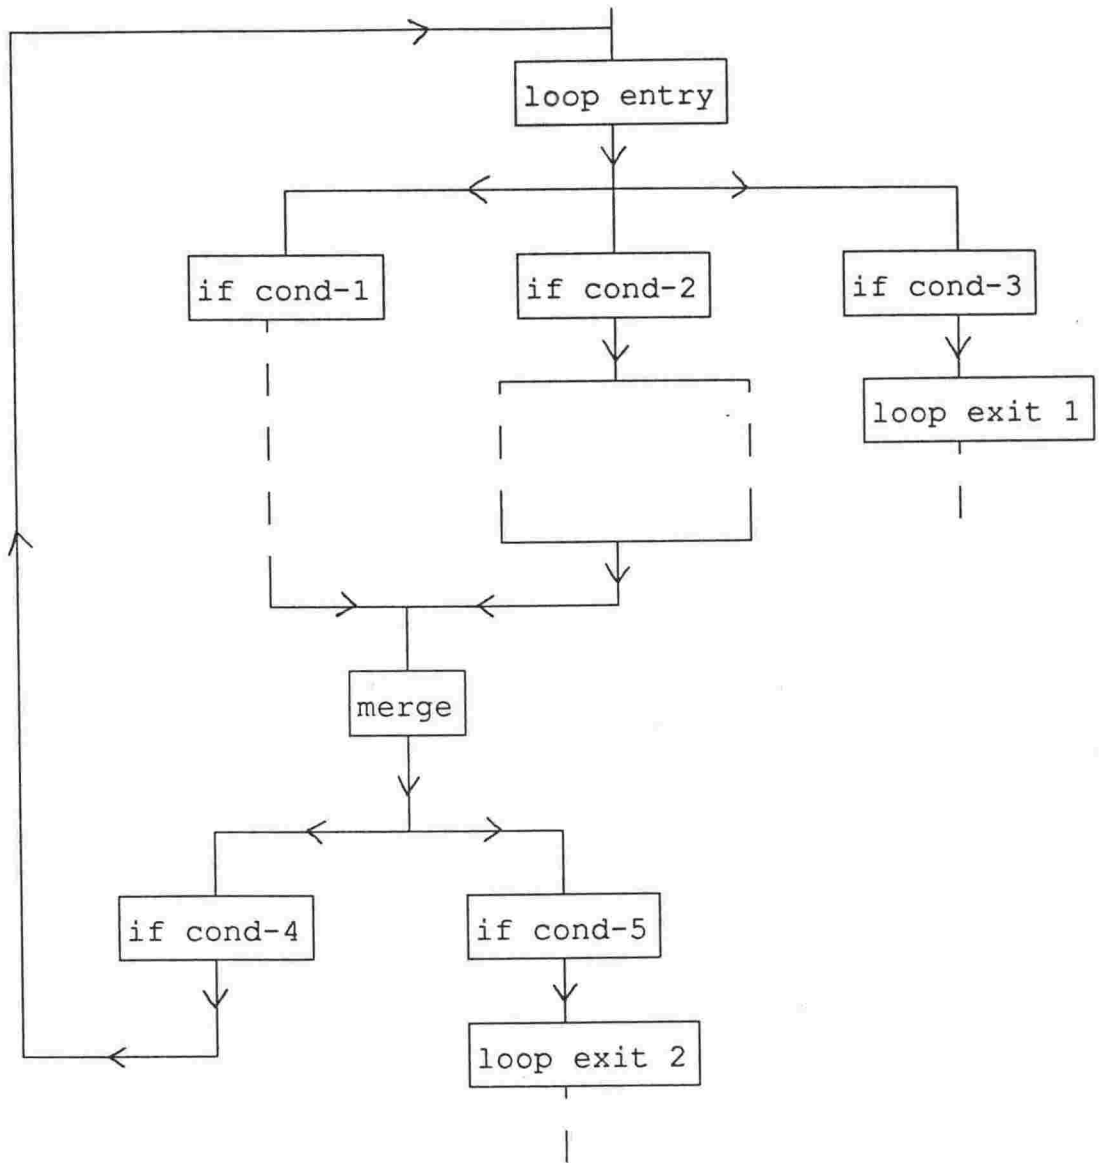 loop entry
if cond-1
if cond-2
if cond-3
loop exit 1
merge
if cond-4
if cond-5
loop exit 2